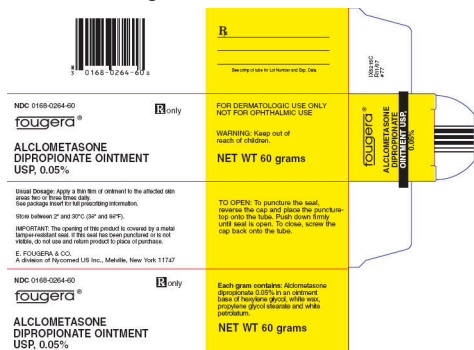 3 0168-0264-60 8
Rx
See crimp of tube for Lot Number and Exp. Date.
R11/07
#77
NDC 0168-0264-60
Rx only
fougera®
ALCLOMETASONE
DIPROPIONATE OINTMENT
USP, 0.05%
FOR DERMATOLOGIC USE ONLY
NOT FOR OPHTHALMIC USE
WARNING: Keep out of
reach of children.
NET WT 60 grams
fougera®
ALCLOMETASONE
DIPROPIONATE
OINTMENT USP,
0.05%
Usual Dosage: Apply a thin film of ointment to the affected skin
areas two or three times daily.
See package insert for full prescribing information.
Store between 2° and 30°C (36° and 86°F).
IMPORTANT: The opening of this product is covered by a metal
tamper-resistant seal. If this seal has been punctured or is not
visible, do not use and return product to place of purchase.
E. FOUGERA & CO.
A division of Nycomed US Inc., Melville, New York 11747
TO OPEN: To puncture the seal,
reverse the cap and place the puncture-
top onto the tube. Push down firmly
until seal is open. To close, screw the
cap back onto the tube.
NDC 0168-0264-60
Rx only
fougera®
ALCLOMETASONE
DIPROPIONATE OINTMENT
USP, 0.05%
Each gram contains: Alclometasone
dipropionate 0.05% in an ointment
base of hexylene glycol, white wax,
propylene glycol stearate and white
petrolatum.
NET WT 60 grams